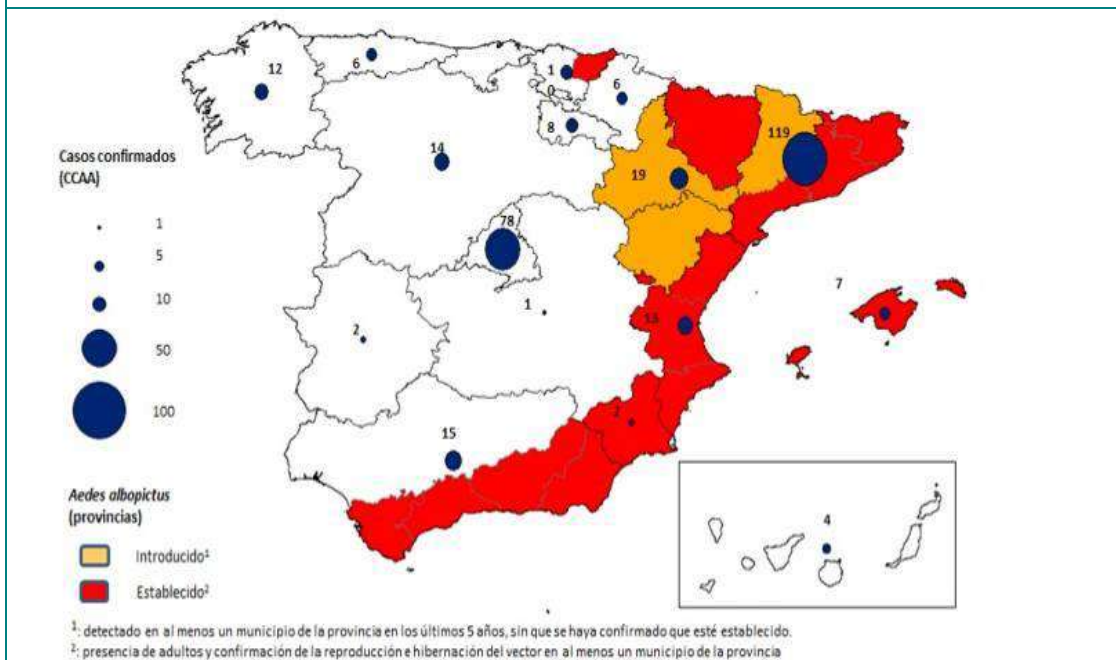 12
6
1
0
6
8
119
14
19
Casos confirmados
(CCAA)
78
1
5
10
50
100
7
1
13
2
2
15
4
Aedes albopictus
(provincias)
Introducido¹
Establecido²
¹: detectado en al menos un municipio de la provincia en los últimos 5 años, sin que se haya confirmado que esté establecido.
²: presencia de adultos y confirmación de la reproducción e hibernación del vector en al menos un municipio de la provincia